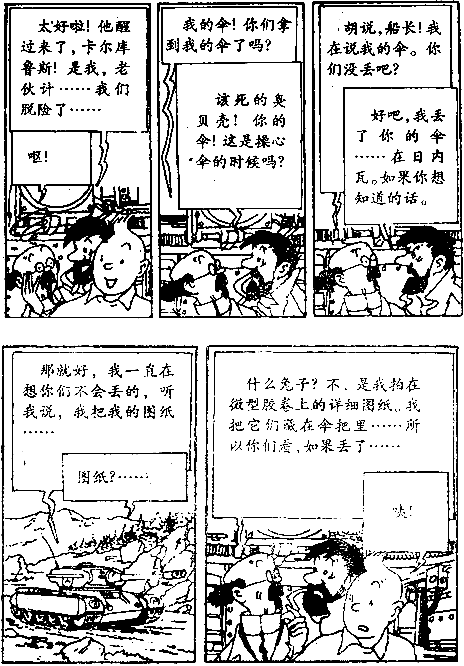 太好啦！他醒
过来了，卡尔库
鲁斯！是我，老
伙计……我们
脱险了……
呕！
我的伞！你们拿
到我的伞了吗？
该死的臭
贝壳！你的
伞！这是操心
伞的时候吗？
胡说，船长！我
在说我的伞。你
们没丢吧？
好吧，我丢
了你的伞
……在日内
瓦。如果你想
知道的话。
那就好，我一直在
想你们不会丢的，听
我说，我把我的图纸
……
图纸？……
什么兔子？不、是我拍在
微型胶卷上的详细图纸。我
把它们藏在伞把里……所
以你们看，如果丢了……
咦！